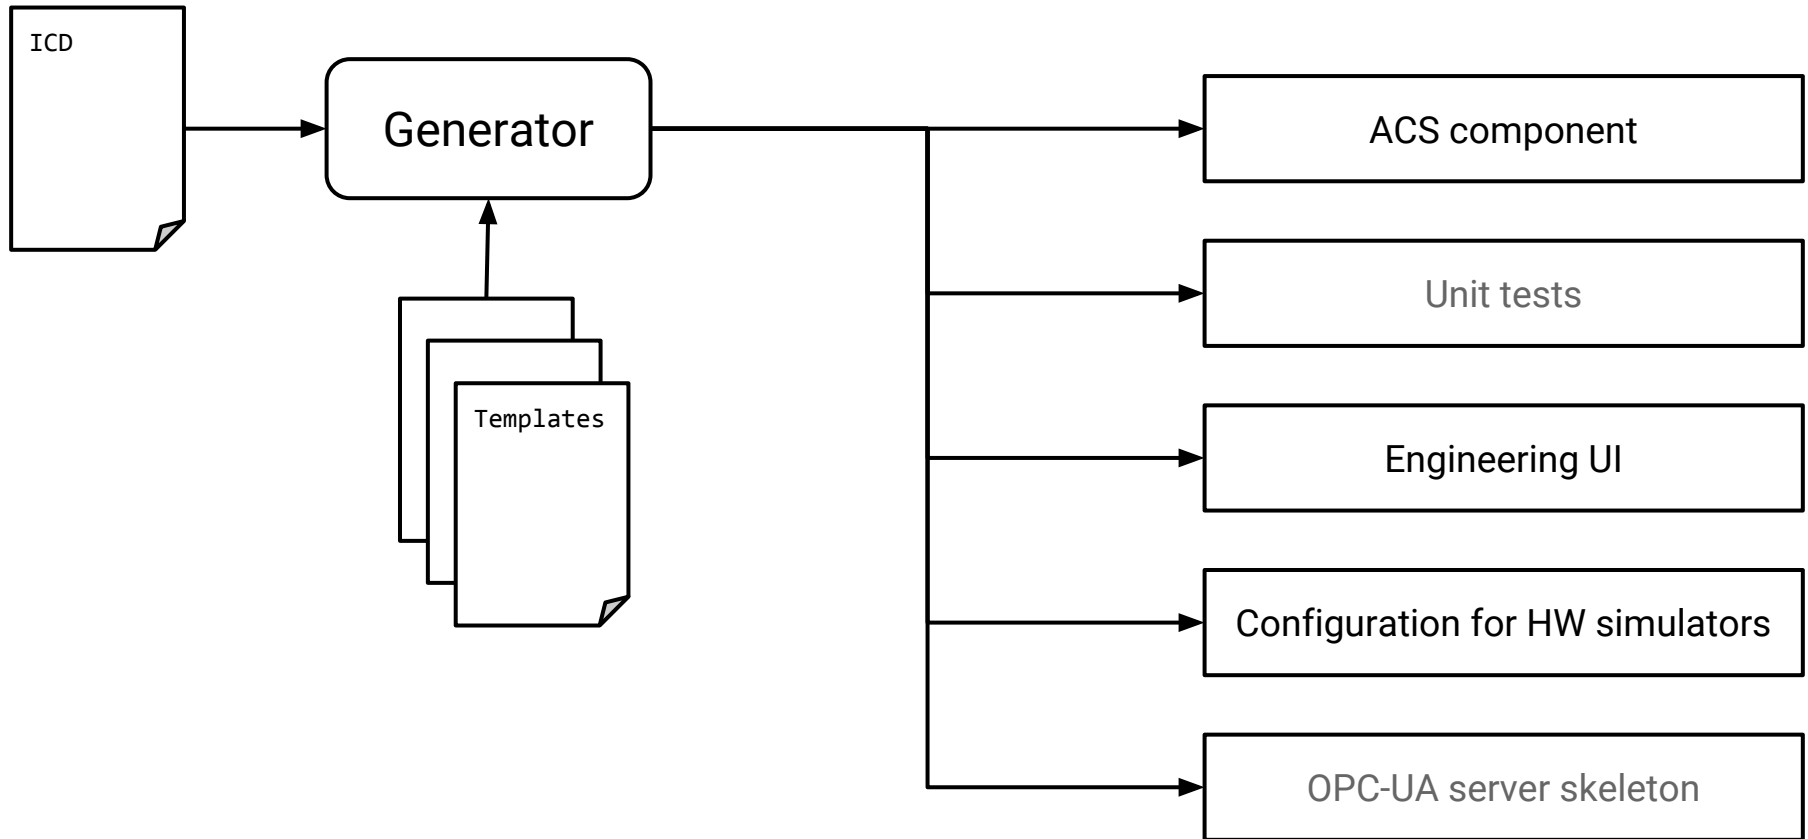 ICD
Generator
Templates
ACS component
Unit tests
Engineering UI
Configuration for HW simulators
OPC-UA server skeleton